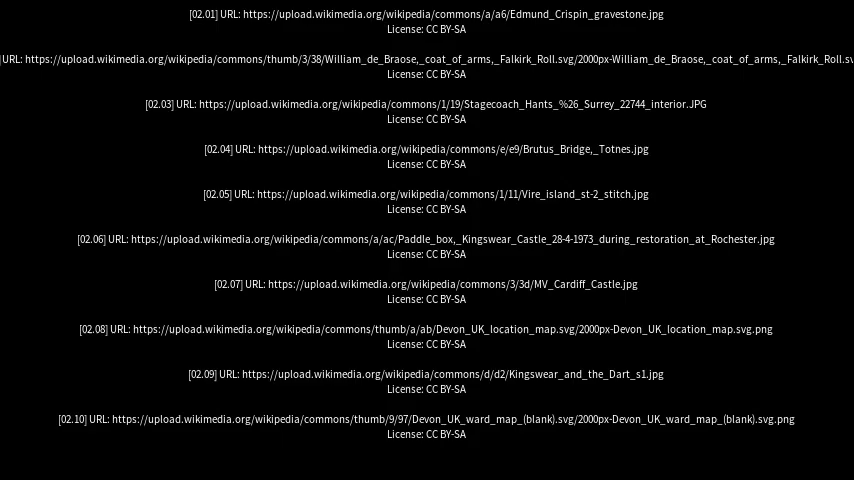 [02.01] URL: https://upload.wikimedia.org/wikipedia/commons/a/a6/Edmund_Crispin_gravestone.jpg
License: CC BY-SA
URL: https://upload.wikimedia.org/wikipedia/commons/thumb/3/38/William_de_Braose,_coat_of_arms,_Falkirk_Roll.svg/2000px-William_de_Braose,_coat_of_arms,_Falkirk_Roll.sv
License: CC BY-SA
[02.03] URL: https://upload.wikimedia.org/wikipedia/commons/1/19/Stagecoach_Hants_%26_Surrey_22744_interior.JPG
License: CC BY-SA
[02.04] URL: https://upload.wikimedia.org/wikipedia/commons/e/e9/Brutus_Bridge,_Totnes.jpg
License: CC BY-SA
[02.05] URL: https://upload.wikimedia.org/wikipedia/commons/1/11/Vire_island_st-2_stitch.jpg
License: CC BY-SA
[02.06] URL: https://upload.wikimedia.org/wikipedia/commons/a/ac/Paddle_box,_Kingswear_Castle_28-4-1973_during_restoration_at_Rochester.jpg
License: CC BY-SA
[02.07] URL: https://upload.wikimedia.org/wikipedia/commons/3/3d/MV_Cardiff_Castle.jpg
License: CC BY-SA
[02.08] URL: https://upload.wikimedia.org/wikipedia/commons/thumb/a/ab/Devon_UK_location_map.svg/2000px-Devon_UK_location_map.svg.png
License: CC BY-SA
[02.09] URL: https://upload.wikimedia.org/wikipedia/commons/d/d2/Kingswear_and_the_Dart_s1.jpg
License: CC BY-SA
[02.10] URL: https://upload.wikimedia.org/wikipedia/commons/thumb/9/97/Devon_UK_ward_map_(blank).svg/2000px-Devon_UK_ward_map_(blank).svg.png
License: CC BY-SA